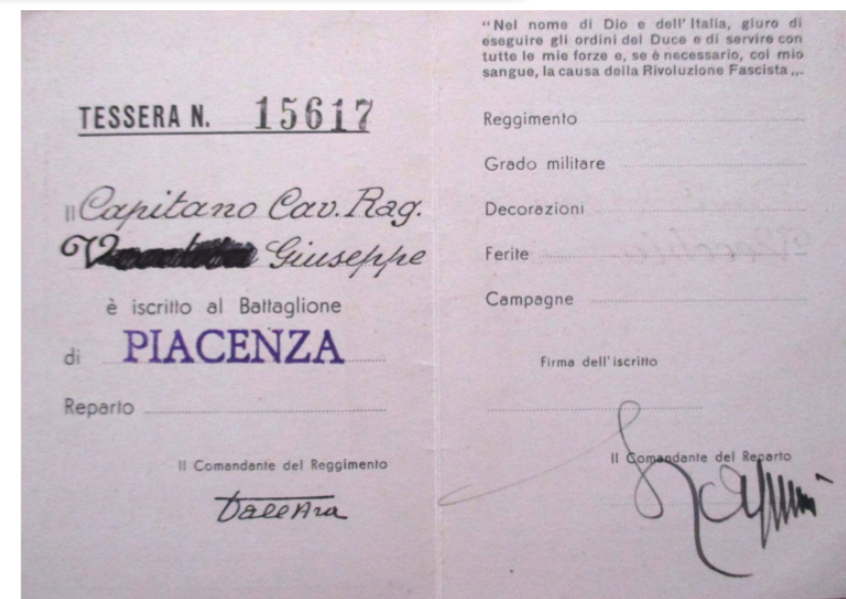 TESSERA N. 15617
Il Capitano Cav. Rag.
Giuseppe
è iscritto al Battaglione
di PIACENZA
Reparto
Il Comandante del Reggimento
"Nel nome di Dio e dell'Italia, giuro di
eseguire gli ordini del Duce e di servire con
tutte le mie forze e, se è necessario, col mio
sangue, la causa della Rivoluzione Fascista„.
Reggimento
Grado militare
Decorazioni
Ferite
Campagne
Firma dell'iscritto
Il Comandante del Reparto